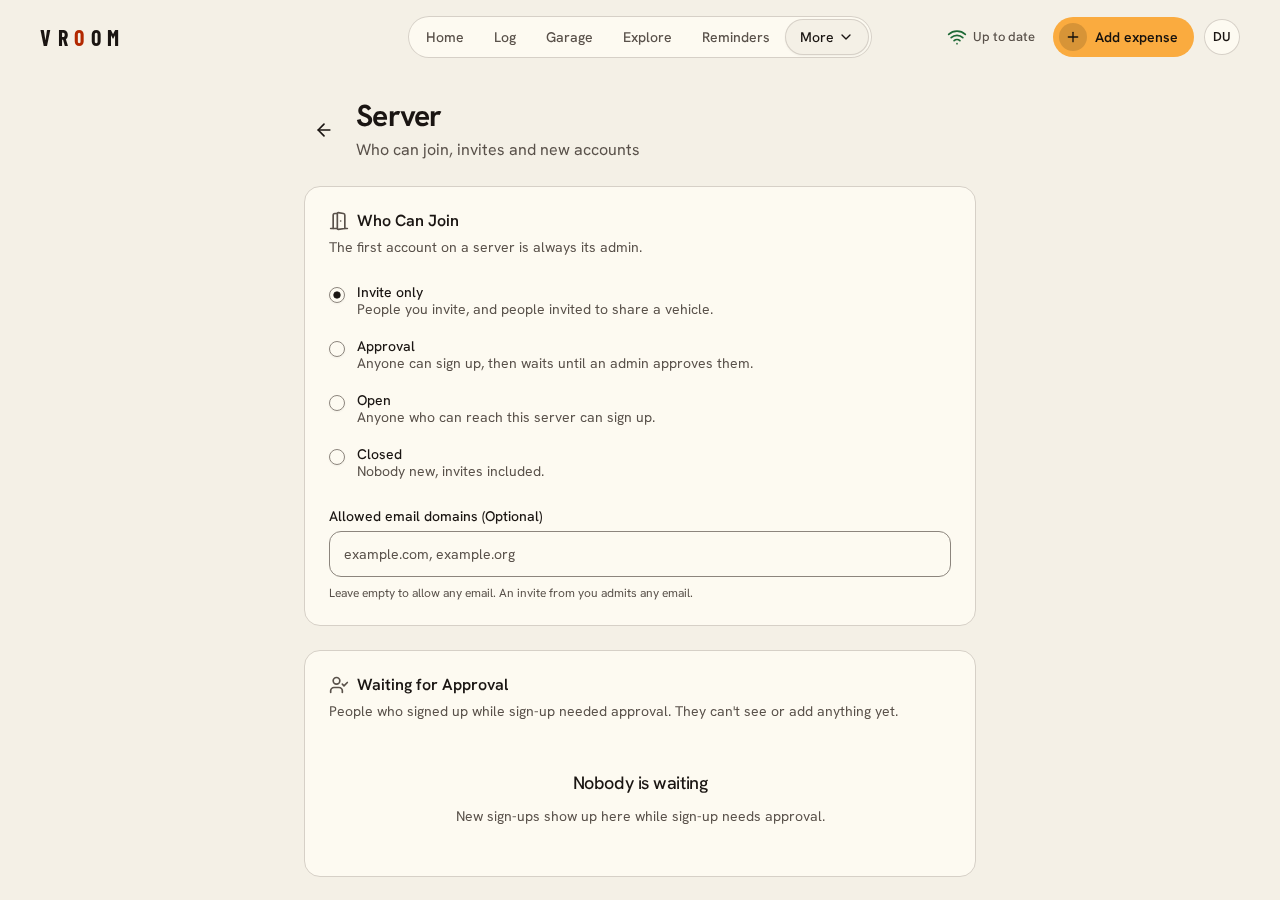 VROOM
Home
Log
Garage
Explore
Reminders
More
Up to date
Add expense
DU
Server
Who can join, invites and new accounts
Who Can Join
The first account on a server is always its admin.
Invite only
People you invite, and people invited to share a vehicle.
Approval
Anyone can sign up, then waits until an admin approves them.
Open
Anyone who can reach this server can sign up.
Closed
Nobody new, invites included.
Allowed email domains (Optional)
example.com, example.org
Leave empty to allow any email. An invite from you admits any email.
Waiting for Approval
People who signed up while sign-up needed approval. They can't see or add anything yet.
Nobody is waiting
New sign-ups show up here while sign-up needs approval.